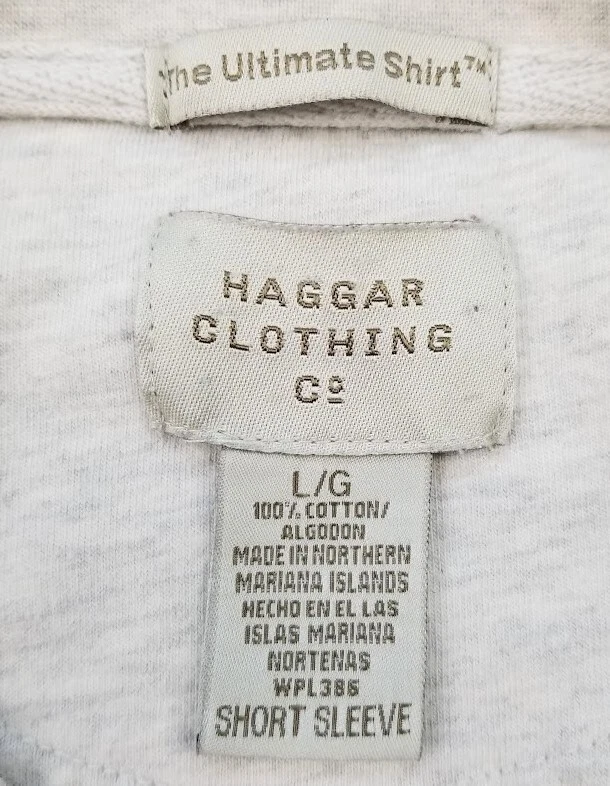 The Ultimate Shirt™
HAGGAR
CLOTHING
Cº
L/G
100% COTTON/
ALGODON
MADE IN NORTHERN
MARIANA ISLANDS
HECHO EN EL LAS
ISLAS MARIANA
NORTENAS
WPL386
SHORT SLEEVE